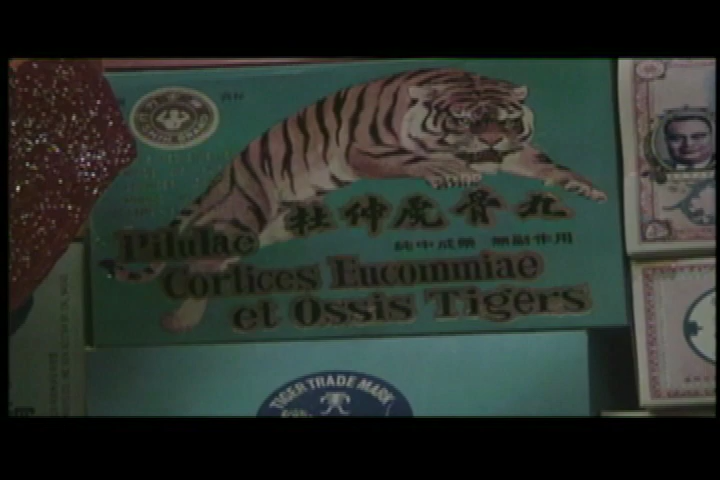 杜仲虎骨丸
純中成藥 無副作用
Pilulae
Cortices Eucommiae
et Ossis Tigers
TIGER TRADE MARK